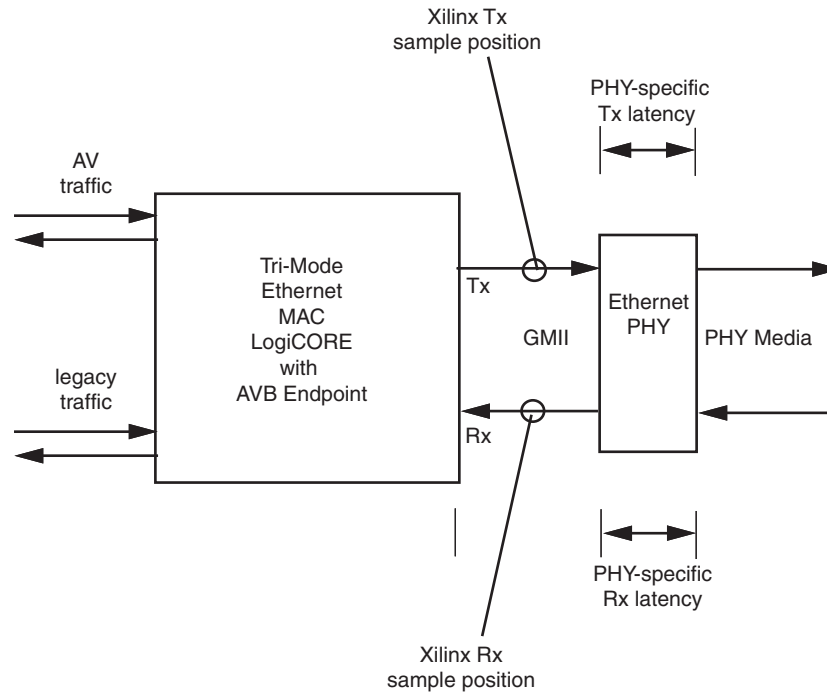 Xilinx Tx
sample position
PHY-specific
Tx latency
AV
traffic
Tri-Mode
Ethernet
MAC
LogiCORE
with
AVB Endpoint
Tx
Ethernet
PHY
GMII
PHY Media
legacy
traffic
Rx
PHY-specific
Rx latency
Xilinx Rx
sample position